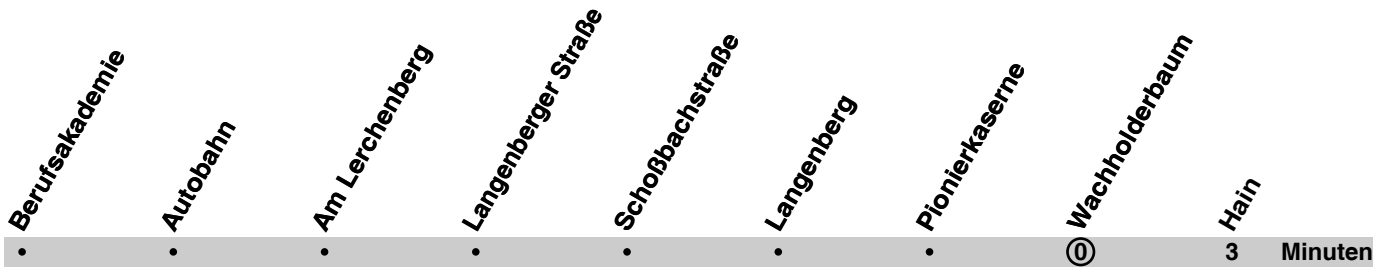 Berufsakademie
Autobahn
Am Lerchenberg
Langenberger Straße
Schoßbachstraße
Langenberg
Pionierkaserne
Wachholderbaum
Hain
• • • • • • • 0 3 Minuten